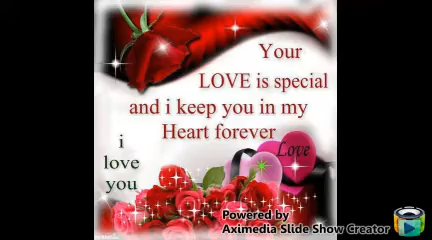 Your
LOVE is special
and i keep you in my
Heart forever
i
love
you
Love
Powered by
Aximedia Slide Show Creator